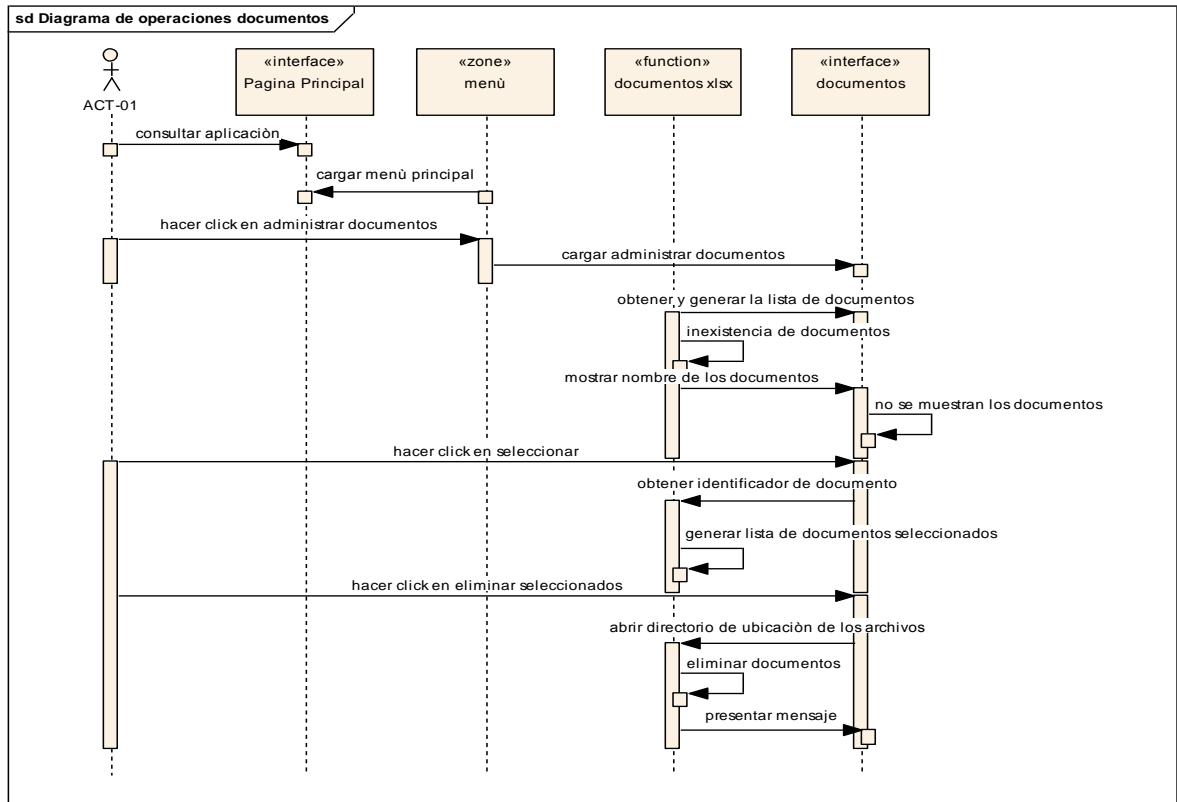 sd Diagrama de operaciones documentos
ACT-01
«interface»
Pagina Principal
«zone»
menù
«function»
documentos xlsx
«interface»
documentos
consultar aplicaciòn
cargar menù principal
hacer click en administrar documentos
cargar administrar documentos
obtener y generar la lista de documentos
inexistencia de documentos
mostrar nombre de los documentos
no se muestran los documentos
hacer click en seleccionar
obtener identificador de documento
generar lista de documentos seleccionados
hacer click en eliminar seleccionados
abrir directorio de ubicaciòn de los archivos
eliminar documentos
presentar mensaje